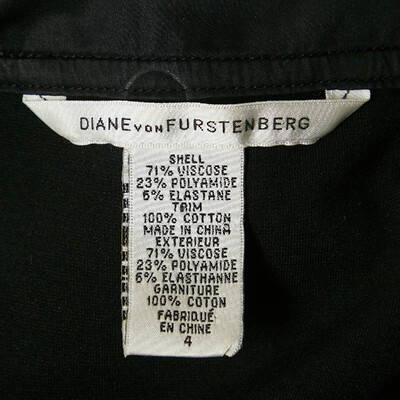 DIANE VON FURSTENBERG
SHELL
71% VISCOSE
23% POLYAMIDE
6% ELASTANE
TRIM
100% COTTON
MADE IN CHINA
EXTERIEUR
71% VISCOSE
23% POLYAMIDE
6% ELASTHANNE
GARNITURE
100% COTON
FABRIQUÉ
EN CHINE
4